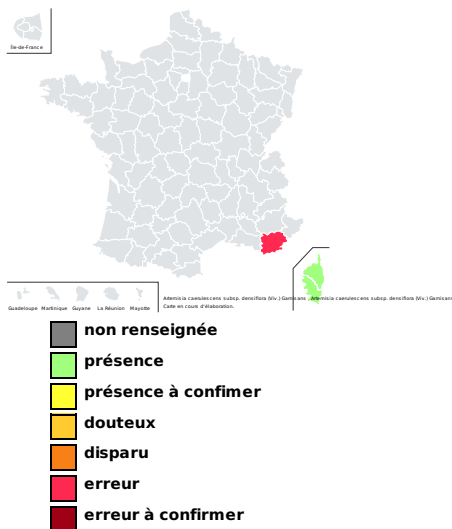 Île-de-France
Guadeloupe Martinique Guyane La Réunion Mayotte
Artemisia caerulescens subsp. densiflora (Viv.) Gamisans , Artemisia caerulescens subsp. densiflora (Viv.) Gamisans
Carte en cours d'élaboration.
non renseignée
présence
présence à confimer
douteux
disparu
erreur
erreur à confirmer